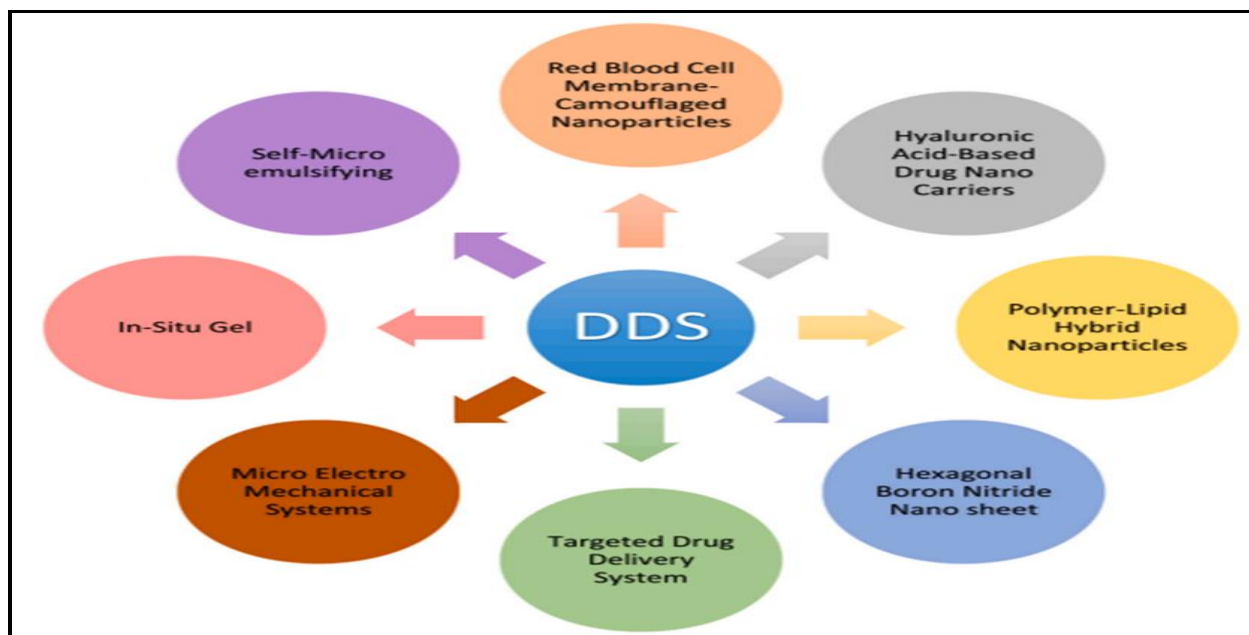 Red Blood Cell
Membrane-
Camouflaged
Nanoparticles
Hyaluronic
Acid-Based
Drug Nano
Carriers
Polymer-Lipid
Hybrid
Nanoparticles
Hexagonal
Boron Nitride
Nano sheet
Targeted Drug
Delivery
System
Micro Electro
Mechanical
Systems
In-Situ Gel
Self-Micro
emulsifying
DDS